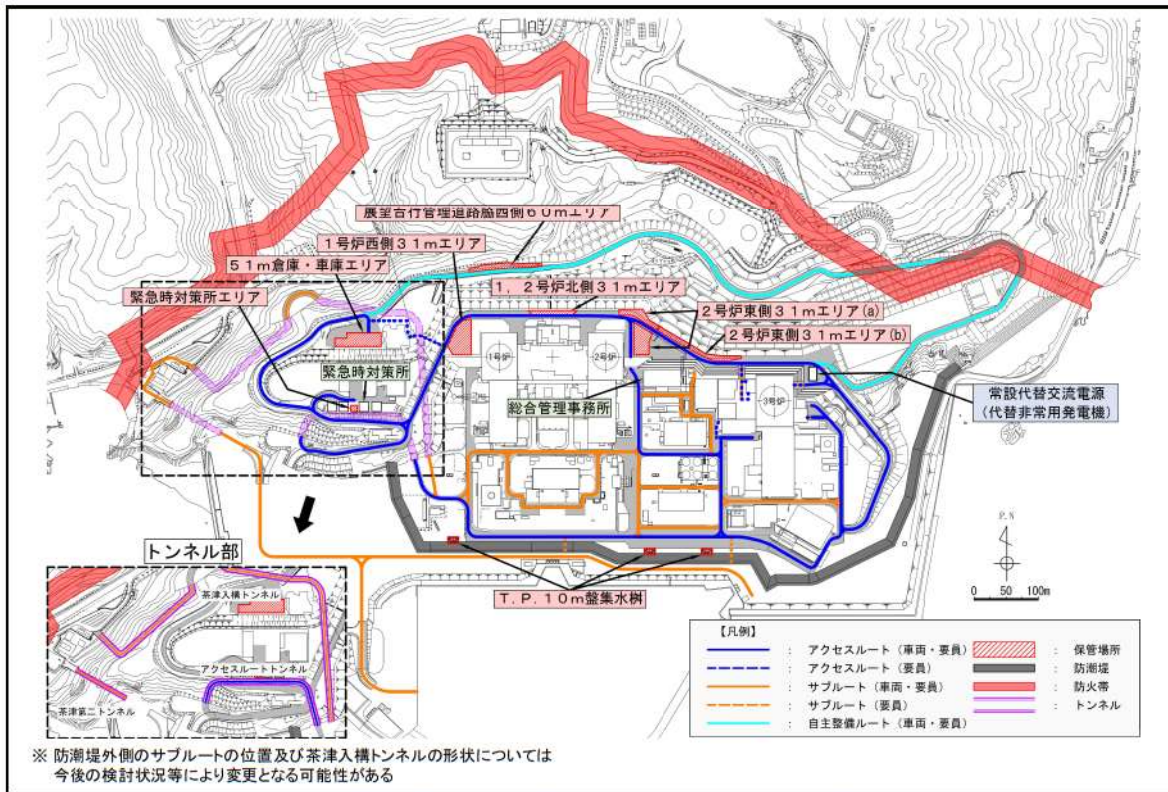 展望台行管理道路脇西側60mエリア
1号炉西側31mエリア
51m倉庫・車庫エリア
緊急時対策所エリア
1,2号炉北側31mエリア
2号炉東側31mエリア(a)
2号炉東側31mエリア(b)
1号炉
2号炉
3号炉
緊急時対策所
総合管理事務所
常設代替交流電源
(代替非常用発電機)
トンネル部
茶津入構トンネル
アクセスルートトンネル
茶津第二トンネル
T.P.10m盤集水桝
P.N
0 50 100m
【凡例】
: アクセスルート(車両・要員)
: アクセスルート(要員)
: サブルート(車両・要員)
: サブルート(要員)
: 自主整備ルート(車両・要員)
: 保管場所
: 防潮堤
: 防火帯
: トンネル
※ 防潮堤外側のサブルートの位置及び茶津入構トンネルの形状については
今後の検討状況等により変更となる可能性がある